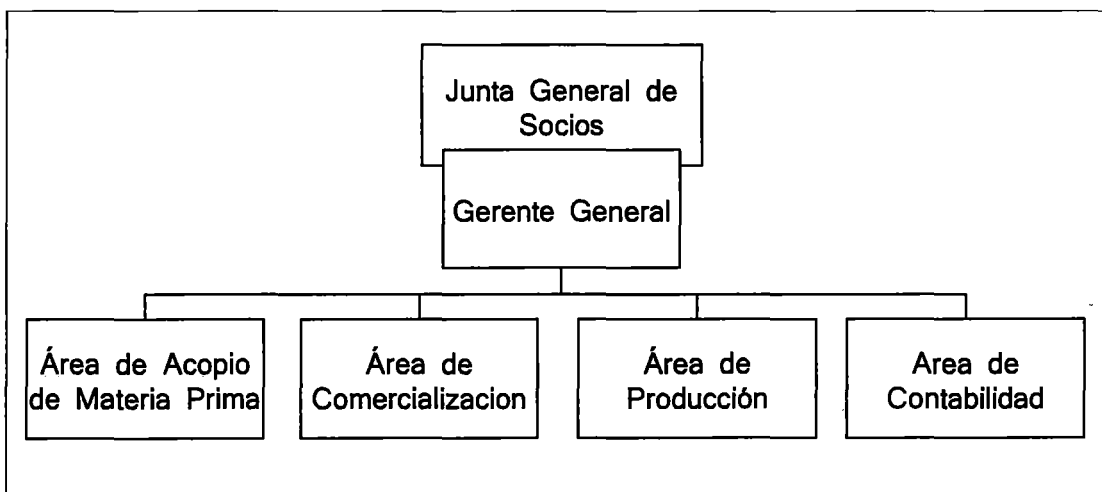 Junta General de
Socios
Gerente General
Área de Acopio
de Materia Prima
Área de
Comercializacion
Área de
Producción
Area de
Contabilidad